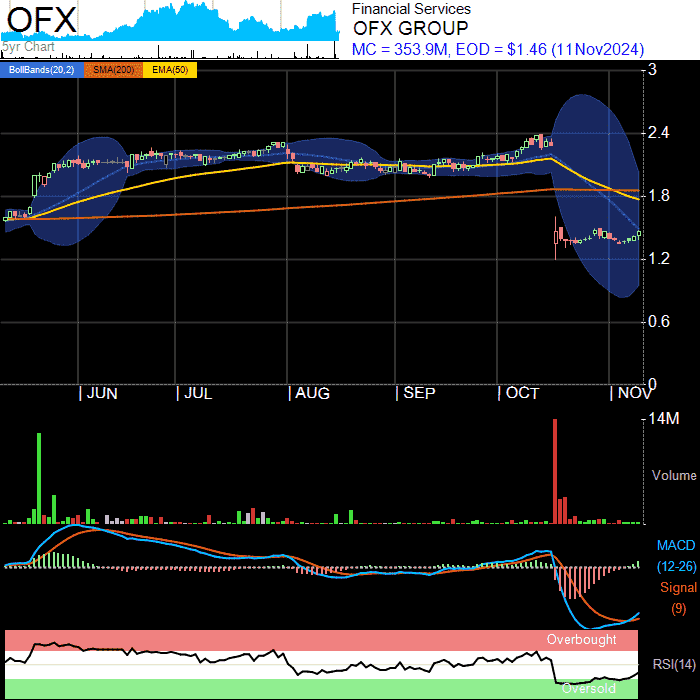 OFX
Financial Services
OFX GROUP
5yr Chart
MC = 353.9M, EOD = $1.46 (11Nov2024)
BollBands(20,2) SMA(200) EMA(50)
3
2.4
1.8
1.2
0.6
0
JUN JUL AUG SEP OCT NOV
14M
Volume
MACD
(12-26)
Signal
(9)
Overbought
RSI(14)
Oversold